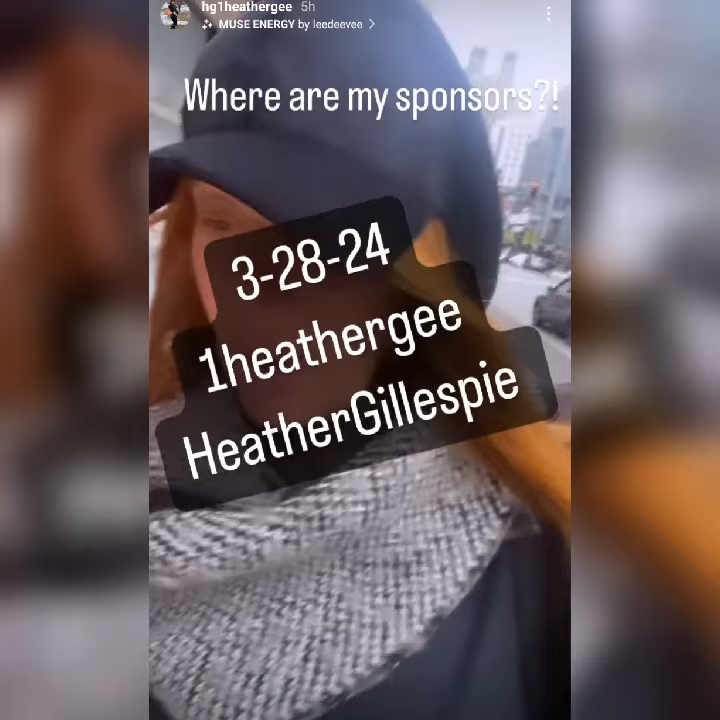 hg1heathergee 5h
MUSE ENERGY by leedeevee >
Where are my sponsors?!
3-28-24
1heathergee
HeatherGillespie